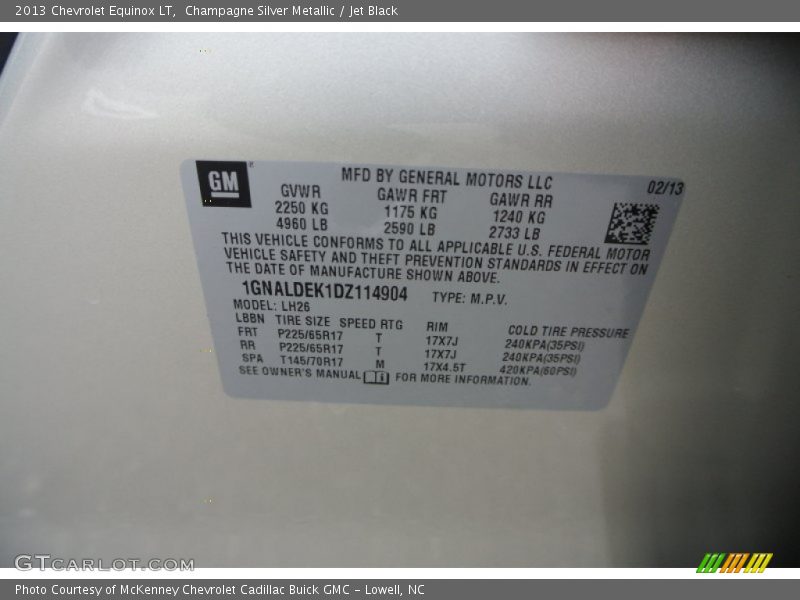 2013 Chevrolet Equinox LT, Champagne Silver Metallic / Jet Black
GM
MFD BY GENERAL MOTORS LLC 02/13
GVWR GAWR FRT GAWR RR
2250 KG 1175 KG 1240 KG
4960 LB 2590 LB 2733 LB
THIS VEHICLE CONFORMS TO ALL APPLICABLE U.S. FEDERAL MOTOR
VEHICLE SAFETY AND THEFT PREVENTION STANDARDS IN EFFECT ON
THE DATE OF MANUFACTURE SHOWN ABOVE.
1GNALDEK1DZ114904 TYPE: M.P.V.
MODEL: LH26
LBBN TIRE SIZE SPEED RTG RIM COLD TIRE PRESSURE
FRT P225/65R17 T 17X7J 240KPA(35PSI)
RR P225/65R17 T 17X7J 240KPA(35PSI)
SPA T145/70R17 M 17X4.5T 420KPA(60PSI)
SEE OWNER'S MANUAL FOR MORE INFORMATION.
GTCARLOT.COM
Photo Courtesy of McKenney Chevrolet Cadillac Buick GMC - Lowell, NC